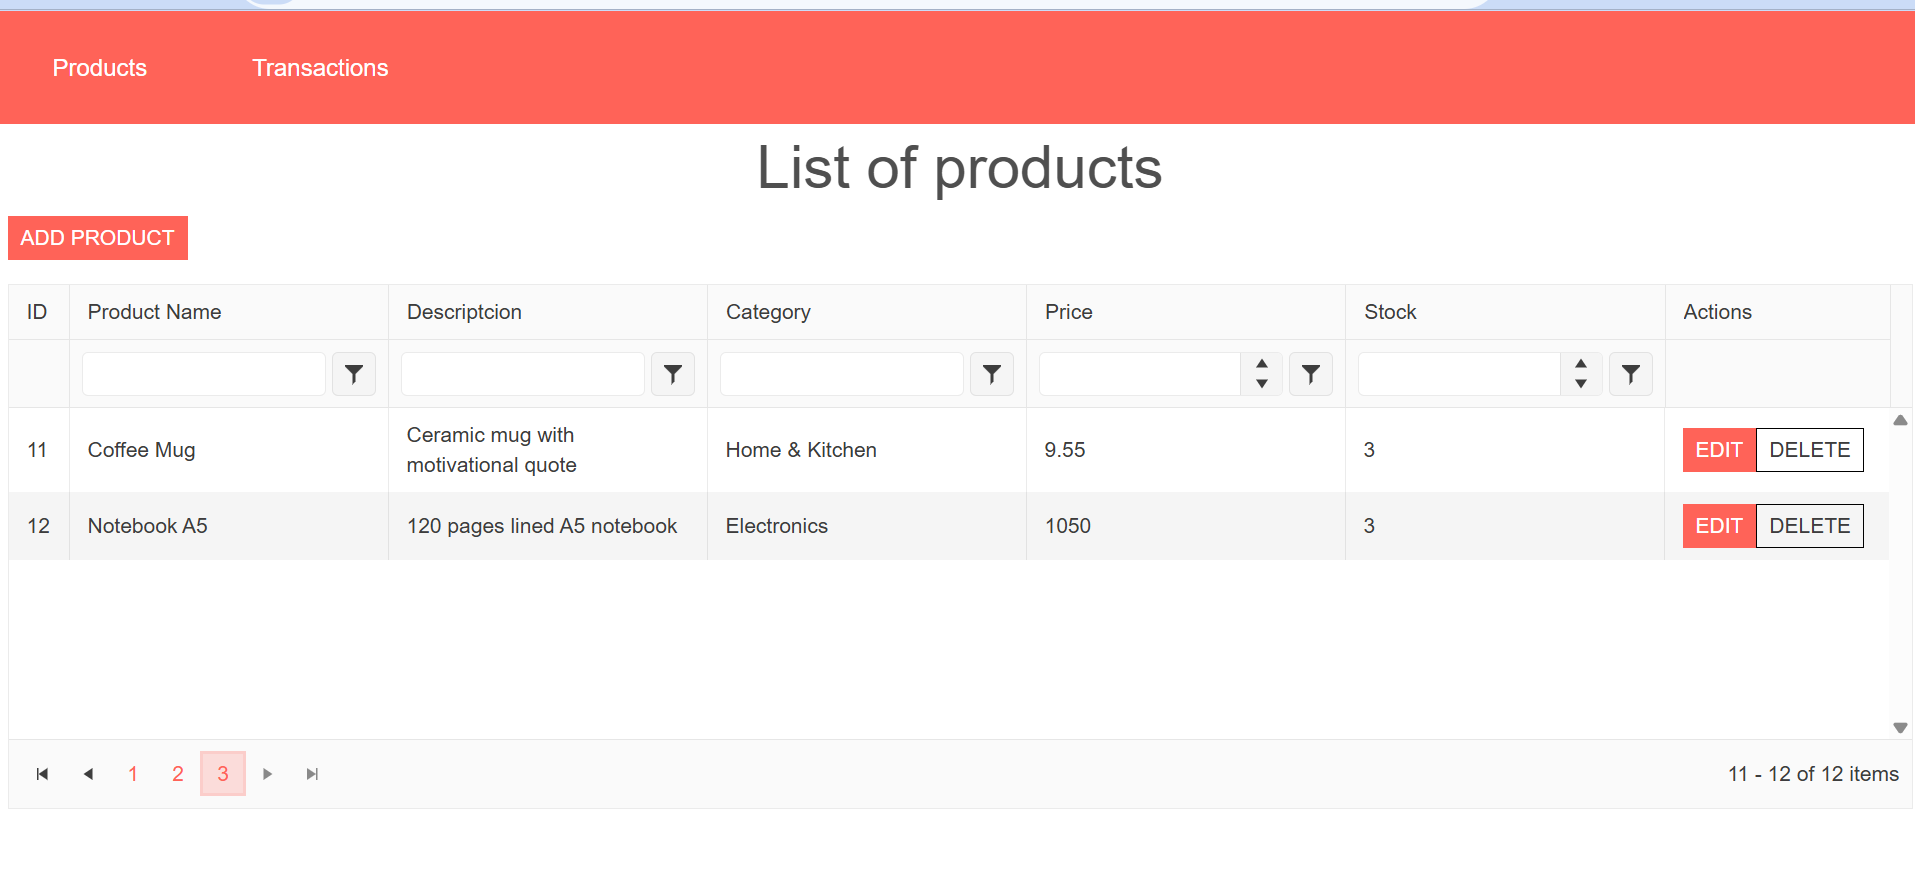 Products Transactions
List of products
ADD PRODUCT
ID Product Name Descriptcion Category Price Stock Actions
11 Coffee Mug Ceramic mug with motivational quote Home & Kitchen 9.55 3 EDIT DELETE
12 Notebook A5 120 pages lined A5 notebook Electronics 1050 3 EDIT DELETE
1 2 3 11 - 12 of 12 items